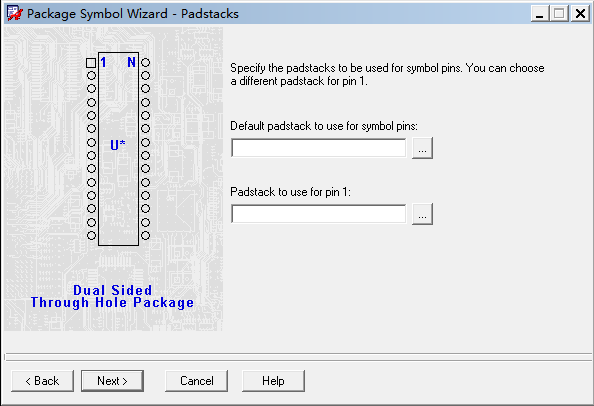 Package Symbol Wizard - Padstacks
1 N
U*
Dual Sided
Through Hole Package
Specify the padstacks to be used for symbol pins. You can choose
a different padstack for pin 1.
Default padstack to use for symbol pins:
...
Padstack to use for pin 1:
...
< Back
Next >
Cancel
Help